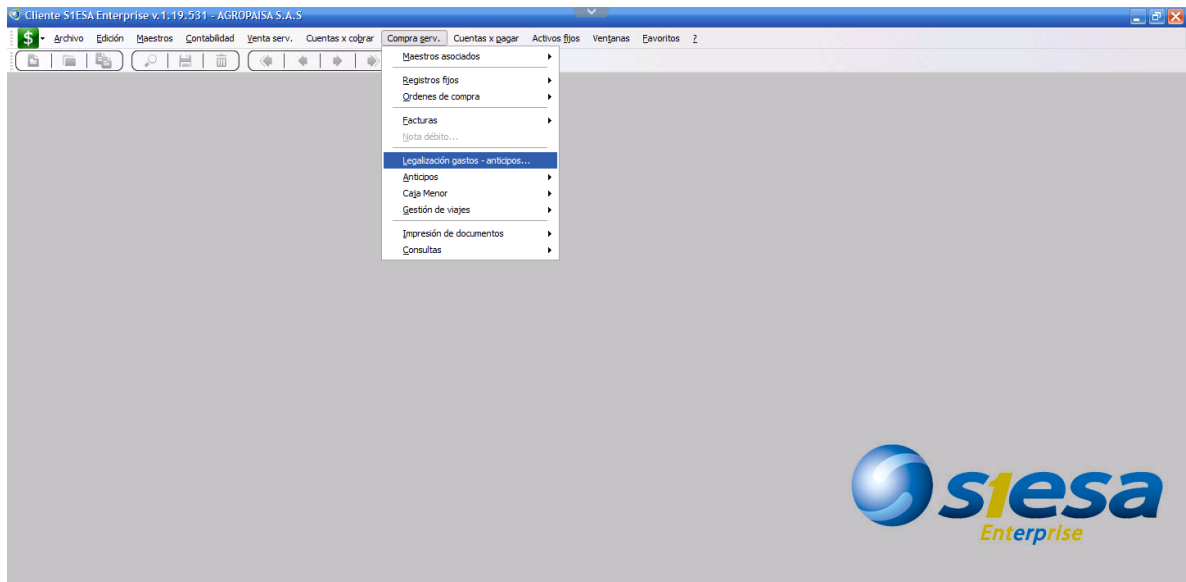 Cliente S1ESA Enterprise v.1.19.531 - AGROPAISA S.A.S
$ Archivo Edición Maestros Contabilidad Venta serv. Cuentas x cobrar Compra serv. Cuentas x pagar Activos fijos Ventanas Favoritos ?
Maestros asociados
Registros fijos
Ordenes de compra
Facturas
Nota débito...
Legalización gastos - anticipos...
Anticipos
Caja Menor
Gestión de viajes
Impresión de documentos
Consultas
s1esa
Enterprise